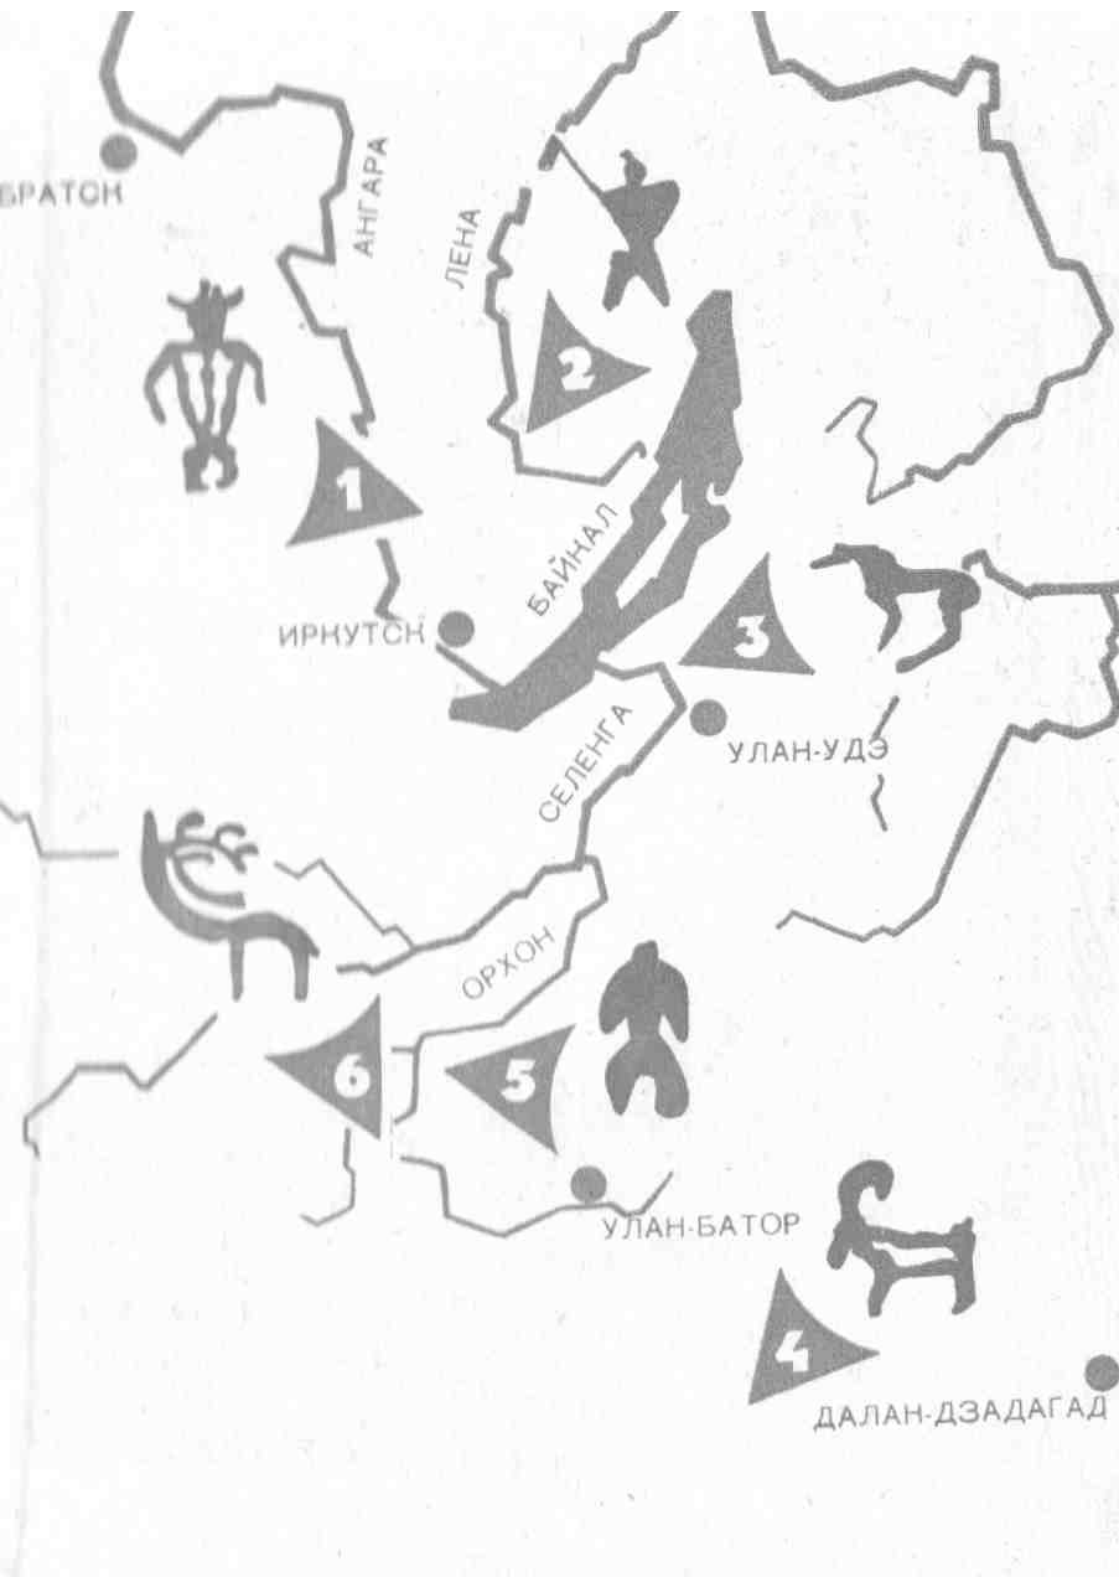 БРАТСК
АНГАРА
ЛЕНА
2
1
БАЙКАЛ
ИРКУТСК
3
УЛАН-УДЭ
СЕЛЕНГА
ОРХОН
6
5
УЛАН-БАТОР
4
ДАЛАН-ДЗАДАГАД